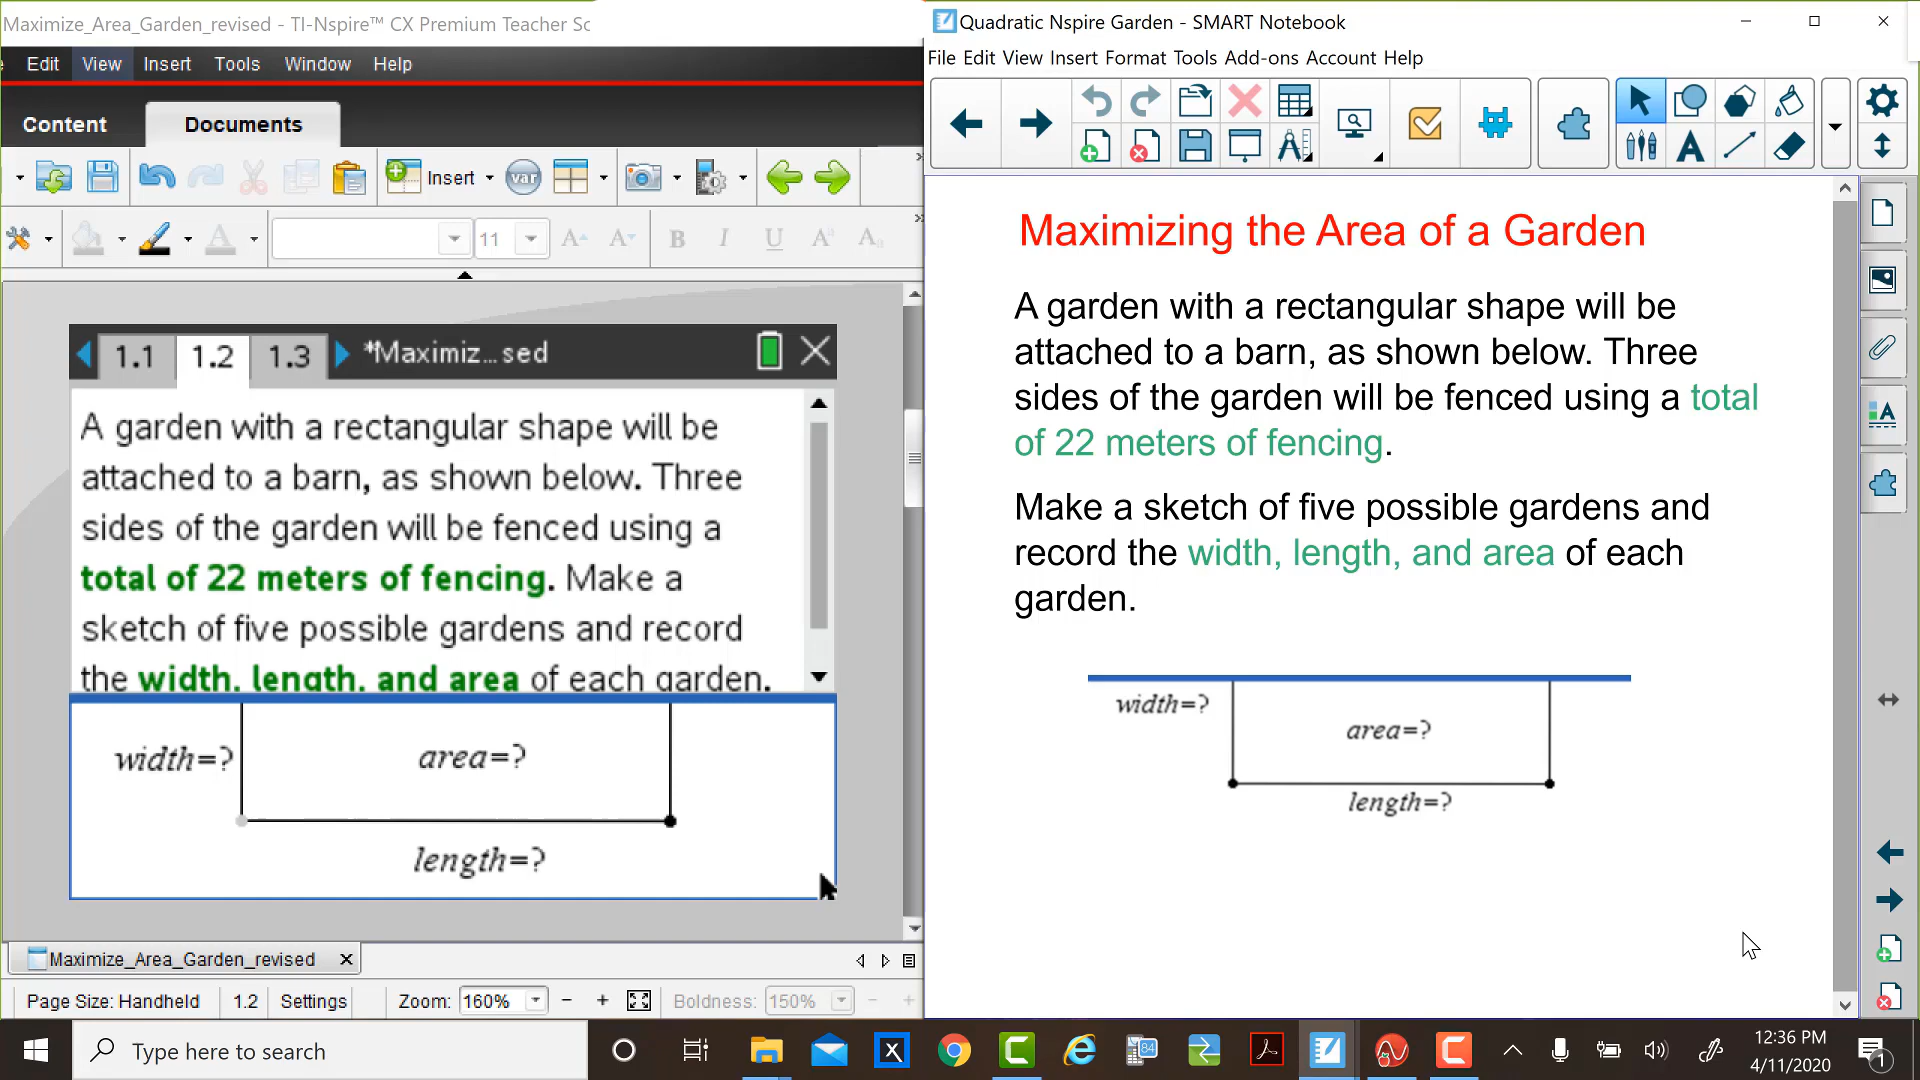 Maximize_Area_Garden_revised - TI-Nspire™ CX Premium Teacher Sc
Edit View Insert Tools Window Help
Content Documents
Insert var
11 A A B I U A A
1.1 1.2 1.3 *Maximiz...sed
A garden with a rectangular shape will be
attached to a barn, as shown below. Three
sides of the garden will be fenced using a
total of 22 meters of fencing. Make a
sketch of five possible gardens and record
the width, length, and area of each garden.
width=? area=?
length=?
Maximize_Area_Garden_revised
Page Size: Handheld 1.2 Settings Zoom: 160% Boldness: 150%
Quadratic Nspire Garden - SMART Notebook
File Edit View Insert Format Tools Add-ons Account Help
Maximizing the Area of a Garden
A garden with a rectangular shape will be
attached to a barn, as shown below. Three
sides of the garden will be fenced using a total
of 22 meters of fencing.
Make a sketch of five possible gardens and
record the width, length, and area of each
garden.
width=?
area=?
length=?
Type here to search
84
12:36 PM
4/11/2020
1